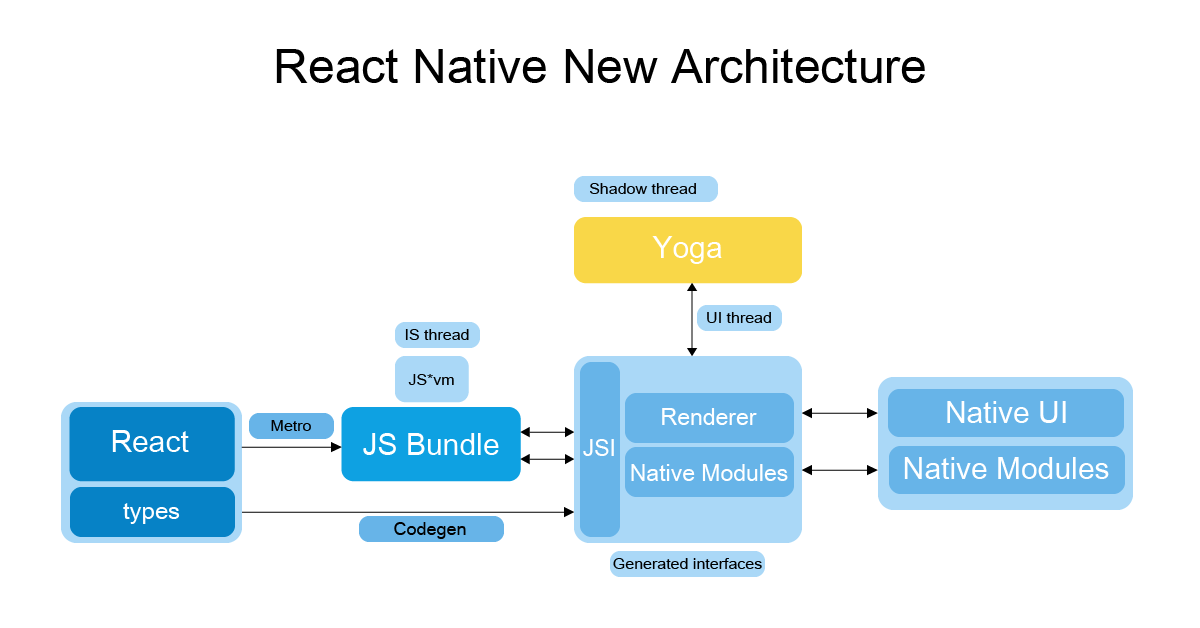 React Native New Architecture
Shadow thread
Yoga
UI thread
IS thread
JS*vm
React
Metro
JS Bundle
types
Codegen
JSI
Renderer
Native Modules
Generated interfaces
Native UI
Native Modules